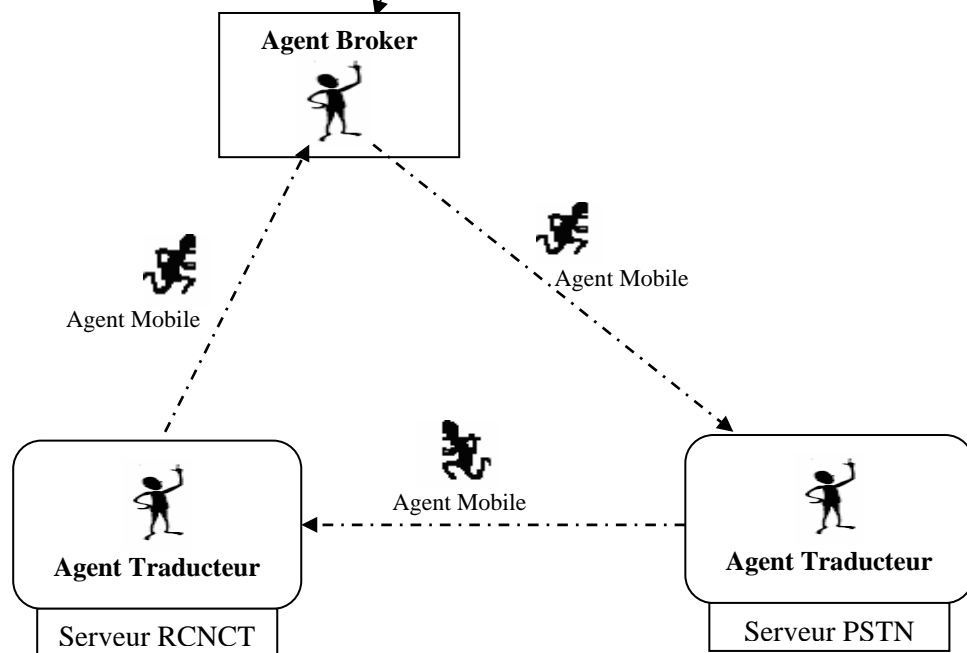 Agent Broker
Agent Mobile
Agent Mobile
Agent Mobile
Agent Traducteur
Agent Traducteur
Serveur RCNCT
Serveur PSTN